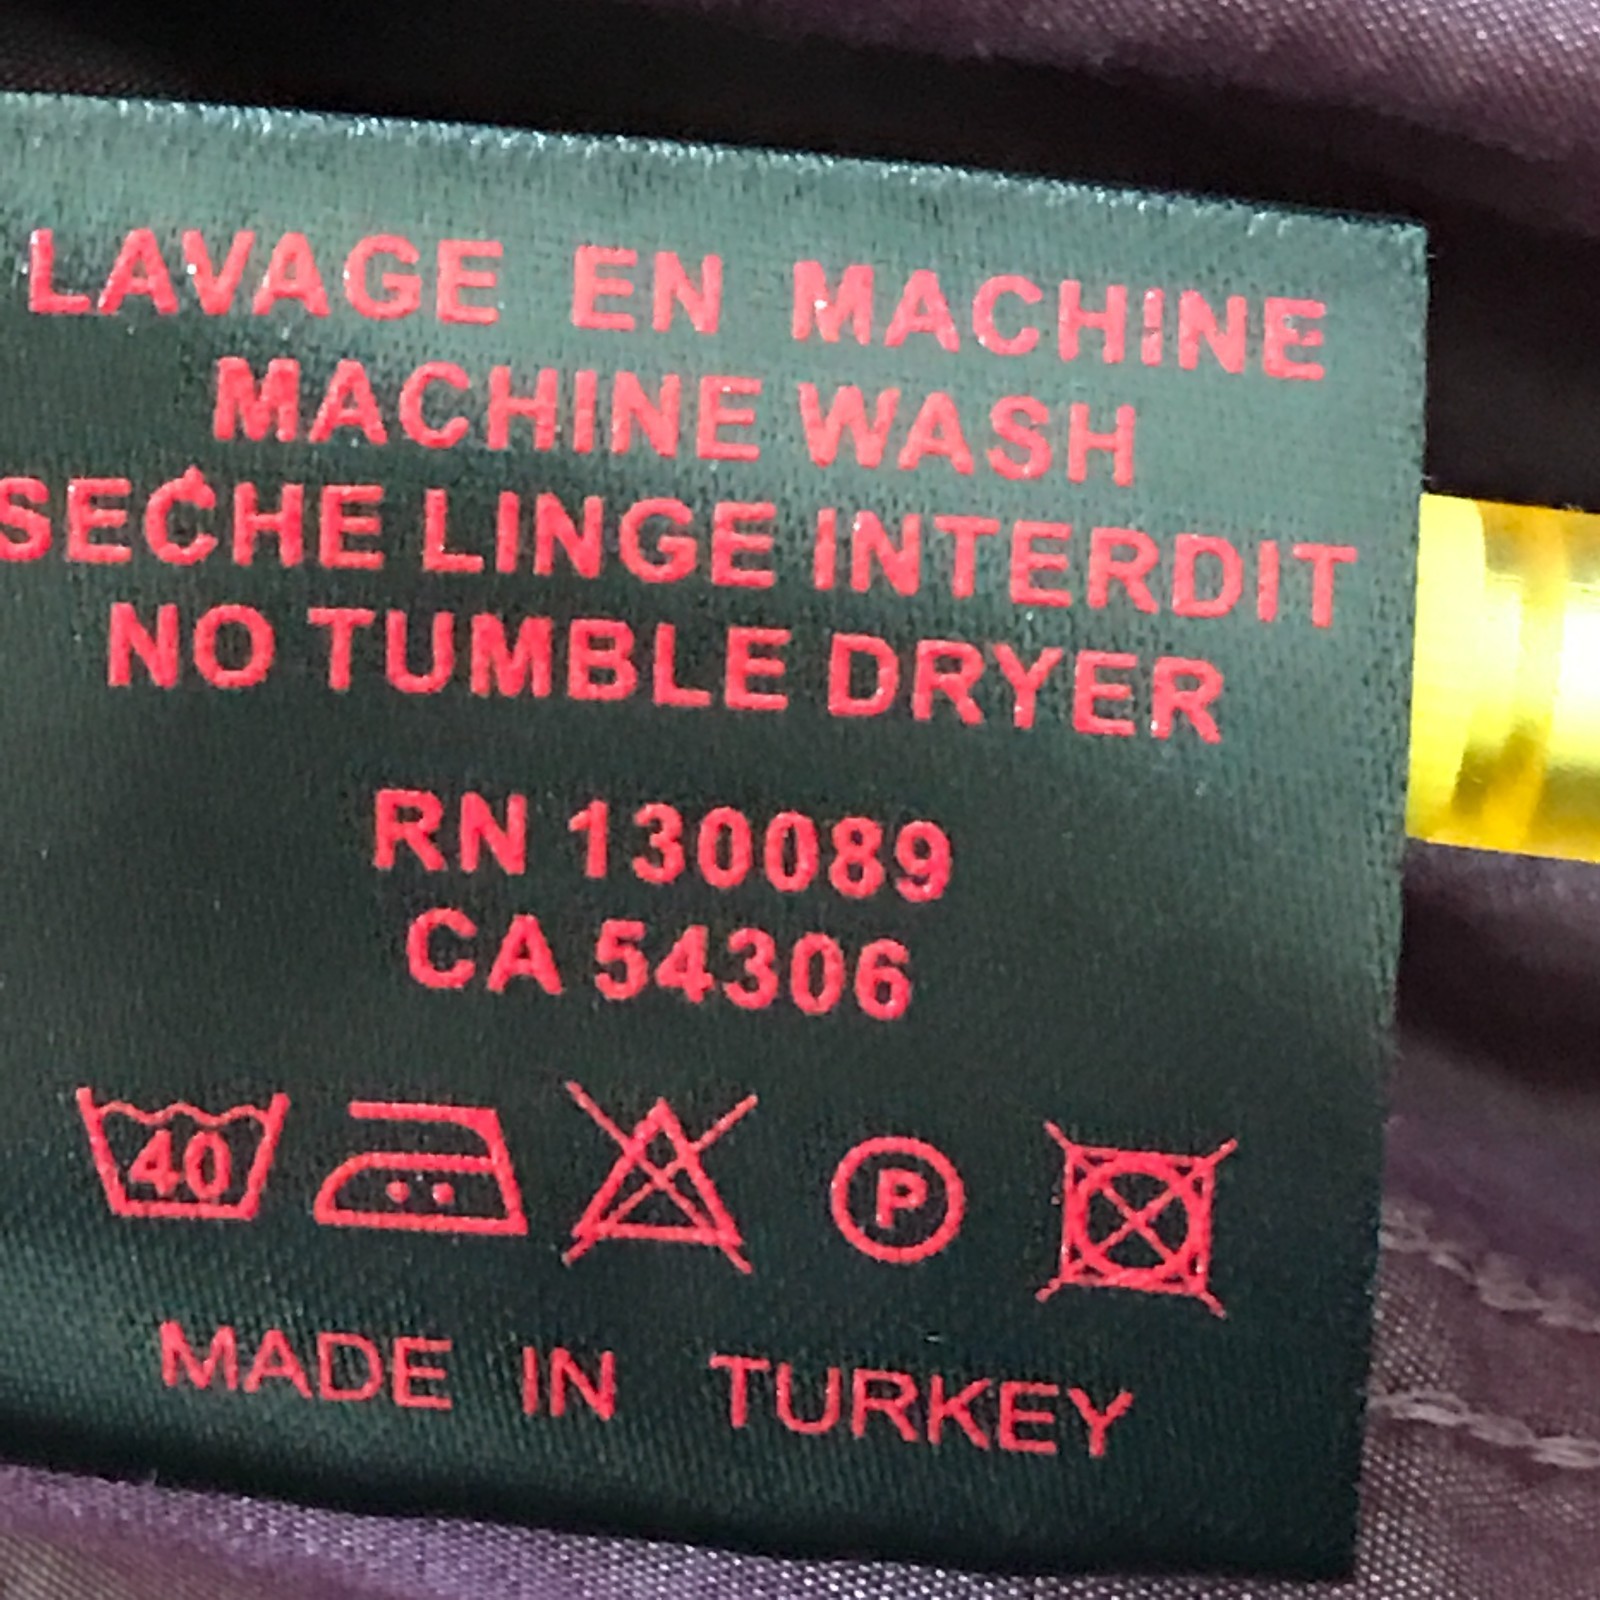 LAVAGE EN MACHINE
MACHINE WASH
SECHE LINGE INTERDIT
NO TUMBLE DRYER
RN 130089
CA 54306
40 P
MADE IN TURKEY